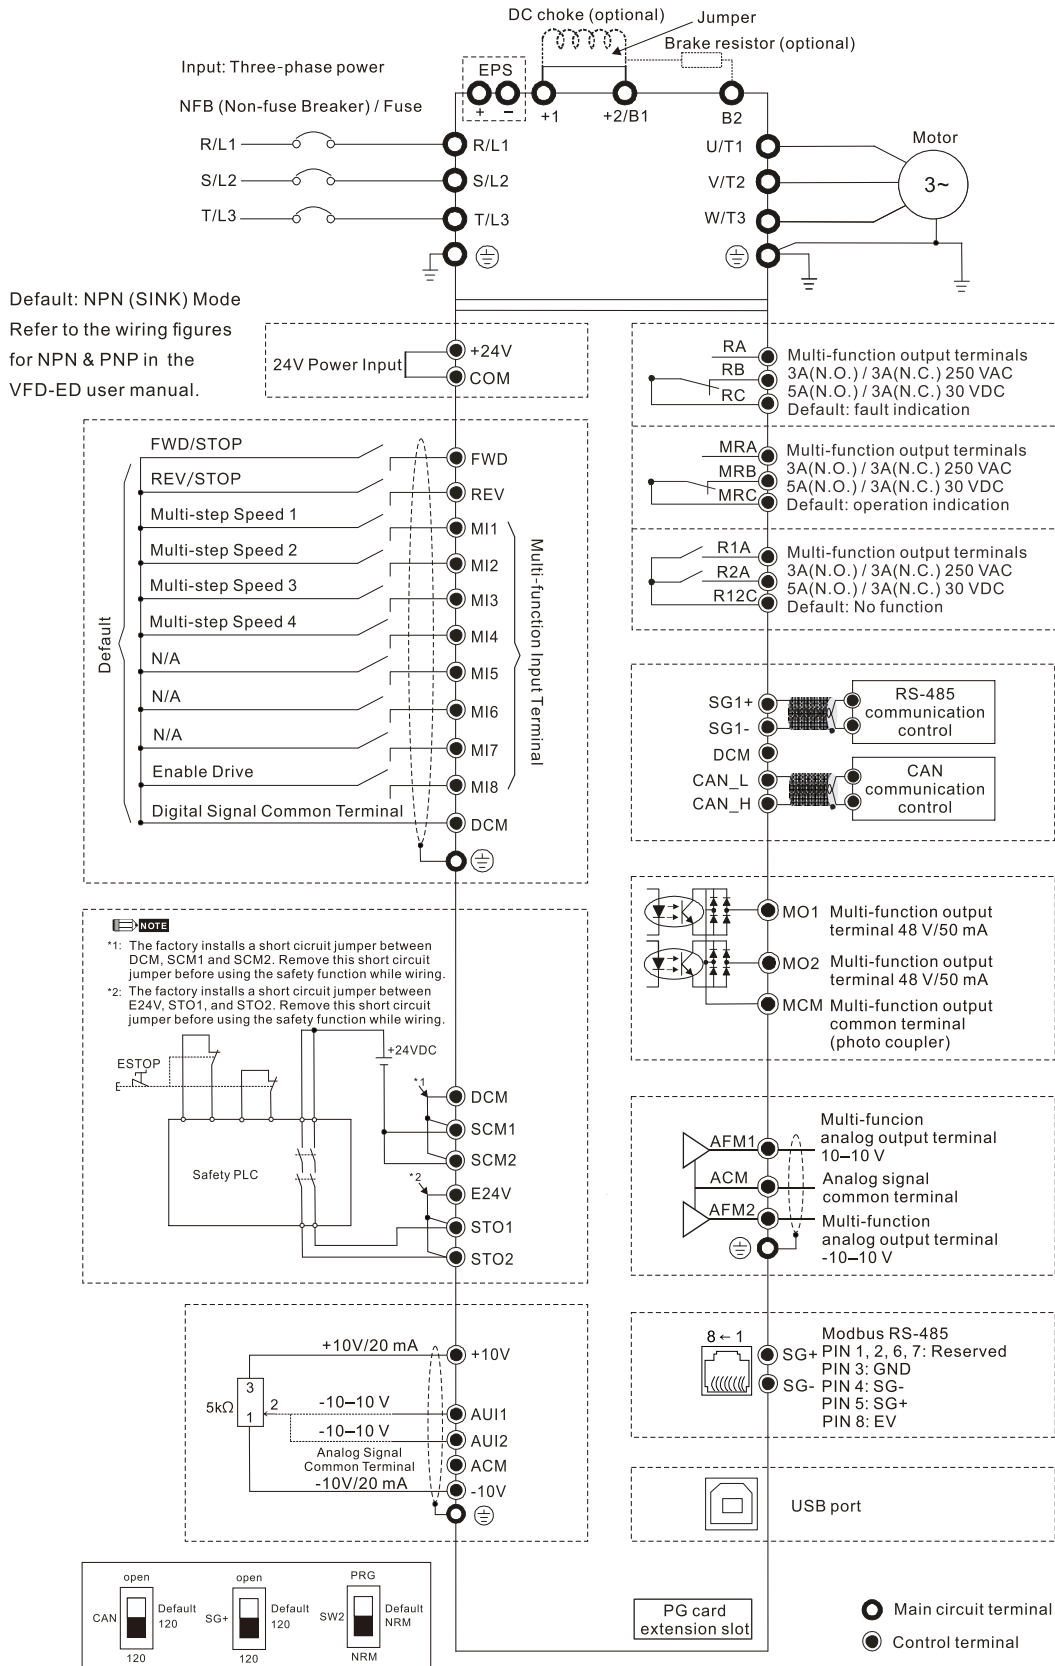 DC choke (optional)
Jumper
Brake resistor (optional)
Input: Three-phase power
EPS
+
−
+1
+2/B1
B2
NFB (Non-fuse Breaker) / Fuse
R/L1
R/L1
U/T1
Motor
S/L2
S/L2
V/T2
3~
T/L3
T/L3
W/T3
Default: NPN (SINK) Mode
Refer to the wiring figures
for NPN & PNP in the
VFD-ED user manual.
24V Power Input
+24V
COM
RA
RB
RC
Multi-function output terminals
3A(N.O.) / 3A(N.C.) 250 VAC
5A(N.O.) / 3A(N.C.) 30 VDC
Default: fault indication
MRA
MRB
MRC
Multi-function output terminals
3A(N.O.) / 3A(N.C.) 250 VAC
5A(N.O.) / 3A(N.C.) 30 VDC
Default: operation indication
R1A
R2A
R12C
Multi-function output terminals
3A(N.O.) / 3A(N.C.) 250 VAC
5A(N.O.) / 3A(N.C.) 30 VDC
Default: No function
Default
FWD/STOP
FWD
REV/STOP
REV
Multi-step Speed 1
MI1
Multi-step Speed 2
MI2
Multi-step Speed 3
MI3
Multi-step Speed 4
MI4
N/A
MI5
N/A
MI6
N/A
MI7
Enable Drive
MI8
Digital Signal Common Terminal
DCM
Multi-function Input Terminal
SG1+
SG1-
DCM
CAN_L
CAN_H
RS-485
communication
control
CAN
communication
control
MO1
Multi-function output
terminal 48 V/50 mA
MO2
Multi-function output
terminal 48 V/50 mA
MCM
Multi-function output
common terminal
(photo coupler)
NOTE
*1: The factory installs a short circuit jumper between
DCM, SCM1 and SCM2. Remove this short circuit
jumper before using the safety function while wiring.
*2: The factory installs a short circuit jumper between
E24V, STO1, and STO2. Remove this short circuit
jumper before using the safety function while wiring.
ESTOP
+24VDC
Safety PLC
*1
DCM
SCM1
SCM2
*2
E24V
STO1
STO2
AFM1
ACM
AFM2
Multi-funcion
analog output terminal
10–10 V
Analog signal
common terminal
Multi-function
analog output terminal
-10–10 V
+10V/20 mA
+10V
5kΩ
3
1
2
-10–10 V
AUI1
-10–10 V
AUI2
Analog Signal
Common Terminal
ACM
-10V/20 mA
-10V
8 ← 1
SG+
SG-
Modbus RS-485
PIN 1, 2, 6, 7: Reserved
PIN 3: GND
PIN 4: SG-
PIN 5: SG+
PIN 8: EV
USB port
open
CAN
Default
120
120
open
SG+
Default
120
120
PRG
SW2
Default
NRM
NRM
PG card
extension slot
Main circuit terminal
Control terminal